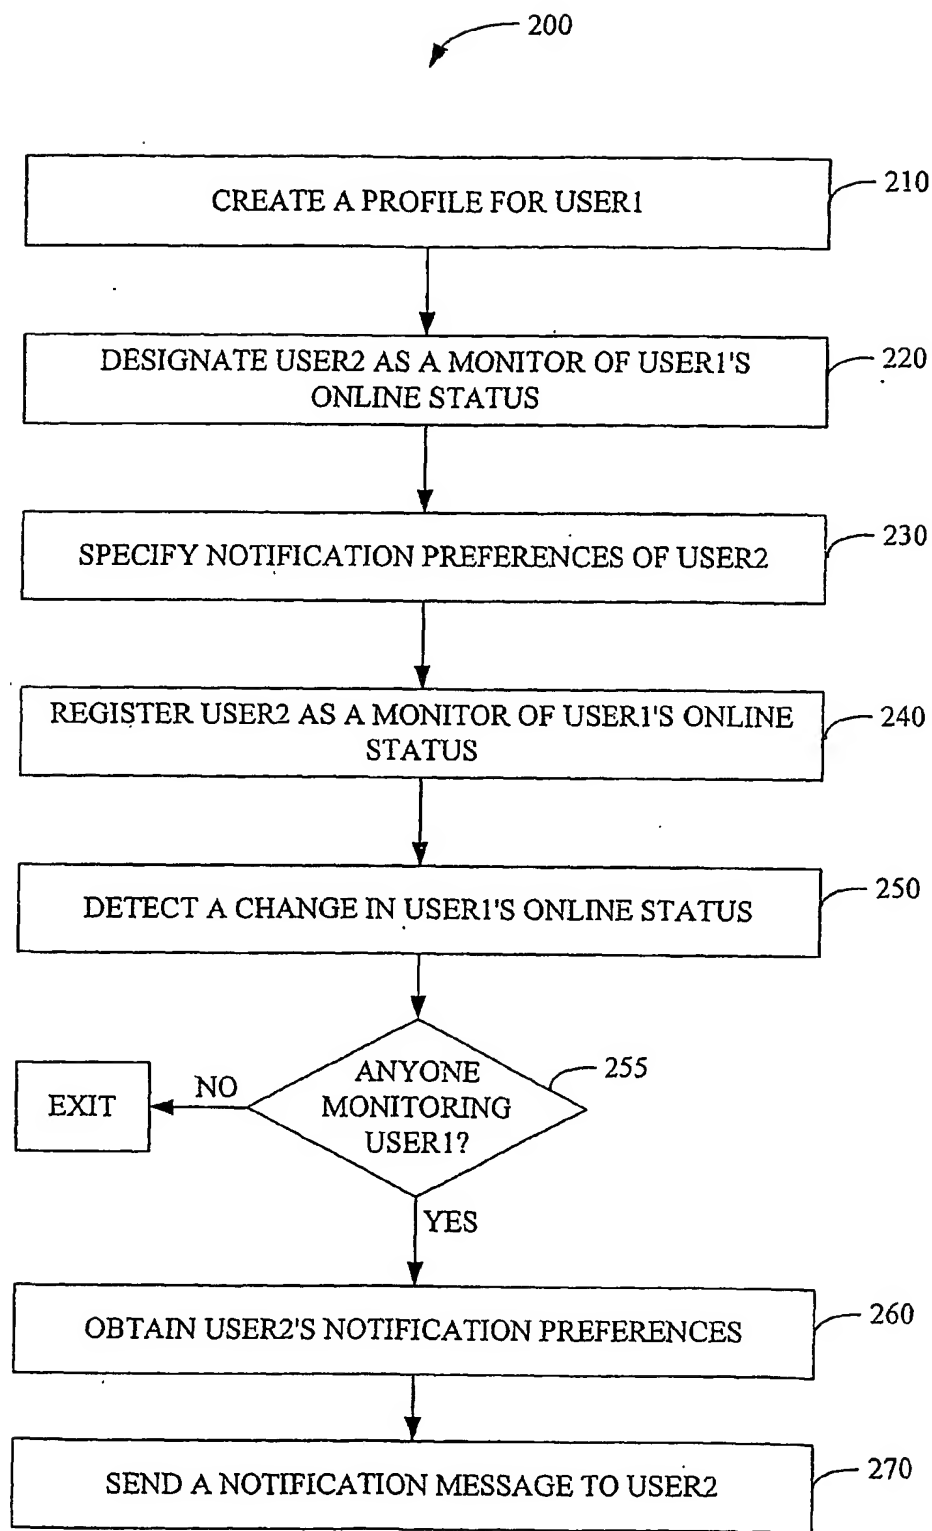 200
CREATE A PROFILE FOR USER1
210
DESIGNATE USER2 AS A MONITOR OF USER1'S
ONLINE STATUS
220
SPECIFY NOTIFICATION PREFERENCES OF USER2
230
REGISTER USER2 AS A MONITOR OF USER1'S ONLINE
STATUS
240
DETECT A CHANGE IN USER1'S ONLINE STATUS
250
ANYONE
MONITORING
USER1?
255
NO
EXIT
YES
OBTAIN USER2'S NOTIFICATION PREFERENCES
260
SEND A NOTIFICATION MESSAGE TO USER2
270